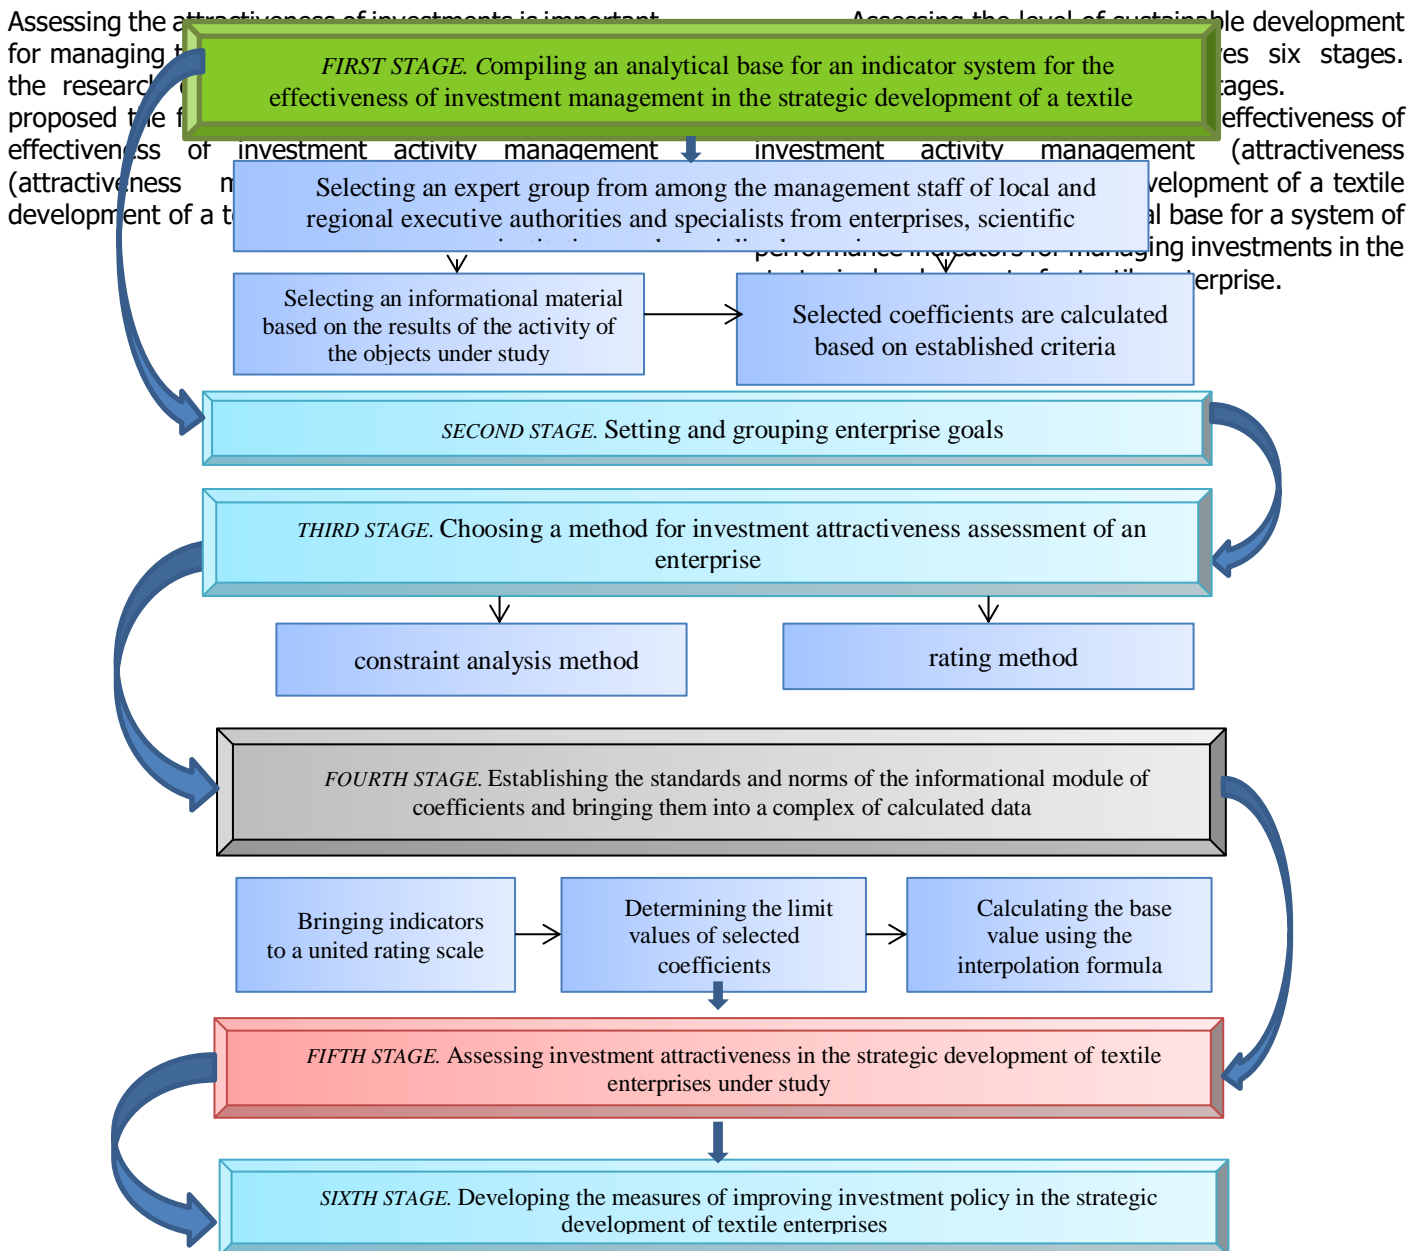 Assessing the attractiveness of investments is important
for managing
the research
proposed the
effectiveness of investment activity management
(attractiveness
development of a
Assessing the level of sustainable development
six stages.
effectiveness of
investment activity management (attractiveness
development of a textile
base for a system of
performance indicators for managing investments in the
FIRST STAGE. Compiling an analytical base for an indicator system for the
effectiveness of investment management in the strategic development of a textile
Selecting an expert group from among the management staff of local and
regional executive authorities and specialists from enterprises, scientific
Selecting an informational material
based on the results of the activity of
the objects under study
Selected coefficients are calculated
based on established criteria
SECOND STAGE. Setting and grouping enterprise goals
THIRD STAGE. Choosing a method for investment attractiveness assessment of an
enterprise
constraint analysis method
rating method
FOURTH STAGE. Establishing the standards and norms of the informational module of
coefficients and bringing them into a complex of calculated data
Bringing indicators
to a united rating scale
Determining the limit
values of selected
coefficients
Calculating the base
value using the
interpolation formula
FIFTH STAGE. Assessing investment attractiveness in the strategic development of textile
enterprises under study
SIXTH STAGE. Developing the measures of improving investment policy in the strategic
development of textile enterprises